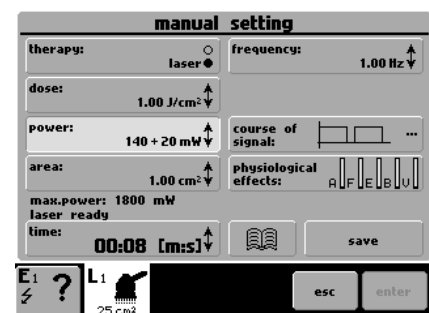 manual setting
therapy:
laser
frequency:
1.00 Hz
dose:
1.00 J/cm²
power:
140 + 20 mW
course of
signal:
...
area:
1.00 cm²
physiological
effects:
A F E B V
max.power: 1800 mW
laser ready
time:
00:08 [m:s]
save
E1
?
L1
25 cm²
esc
enter